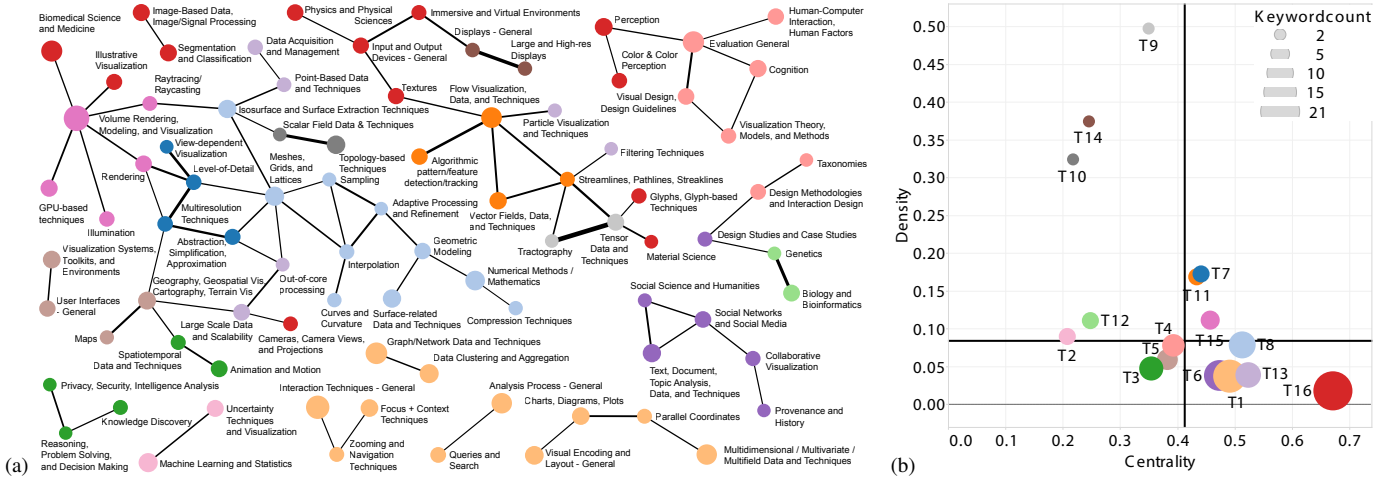 Biomedical Science
and Medicine
Image-Based Data,
Image/Signal Processing
Segmentation
and Classification
Illustrative
Visualization
Raytracing/
Raycasting
Data Acquisition
and Management
Point-Based Data
and Techniques
Physics and Physical
Sciences
Input and Output
Devices - General
Immersive and Virtual Environments
Displays - General
Large and High-res
Displays
Textures
Perception
Color & Color
Perception
Human-Computer
Interaction,
Human Factors
Evaluation General
Cognition
Visual Design,
Design Guidelines
Visualization Theory,
Models, and Methods
Volume Rendering,
Modeling, and Visualization
Isosurface and Surface Extraction Techniques
Scalar Field Data & Techniques
Topology-based
Techniques
Flow Visualization,
Data, and Techniques
Particle Visualization
and Techniques
Algorithmic
pattern/feature
detection/tracking
Filtering Techniques
Streamlines, Pathlines, Streaklines
Vector Fields, Data,
and Techniques
Glyphs, Glyph-based
Techniques
Tractography
Tensor
Data and
Techniques
Material Science
View-dependent
Visualization
Level-of-Detail
Rendering
GPU-based
techniques
Illumination
Multiresolution
Techniques
Abstraction,
Simplification,
Approximation
Meshes,
Grids, and
Lattices
Sampling
Adaptive Processing
and Refinement
Geometric
Modeling
Interpolation
Out-of-core
processing
Numerical Methods /
Mathematics
Compression Techniques
Curves and
Curvature
Surface-related
Data and Techniques
Taxonomies
Design Methodologies
and Interaction Design
Design Studies and Case Studies
Genetics
Biology and
Bioinformatics
Visualization Systems,
Toolkits, and
Environments
User Interfaces
- General
Geography, Geospatial Vis,
Cartography, Terrain Vis
Maps
Large Scale Data
and Scalability
Cameras, Camera Views,
and Projections
Spatiotemporal
Data and Techniques
Animation and Motion
Graph/Network Data and Techniques
Data Clustering and Aggregation
Social Science and Humanities
Social Networks
and Social Media
Text, Document,
Topic Analysis,
Data, and Techniques
Collaborative
Visualization
Provenance and
History
Privacy, Security, Intelligence Analysis
Knowledge Discovery
Reasoning,
Problem Solving,
and Decision Making
Uncertainty
Techniques
and Visualization
Machine Learning and Statistics
Interaction Techniques - General
Focus + Context
Techniques
Zooming and
Navigation
Techniques
Analysis Process - General
Queries and
Search
Charts, Diagrams, Plots
Parallel Coordinates
Visual Encoding and
Layout - General
Multidimensional / Multivariate /
Multifield Data and Techniques
(a)
(b)
Density
0.50
0.45
0.40
0.35
0.30
0.25
0.20
0.15
0.10
0.05
0.00
Keywordcount
2
5
10
15
21
T9
T14
T10
T7
T11
T12
T2
T4
T15
T8
T5
T3
T6
T1
T13
T16
0.0 0.1 0.2 0.3 0.4 0.5 0.6 0.7
Centrality